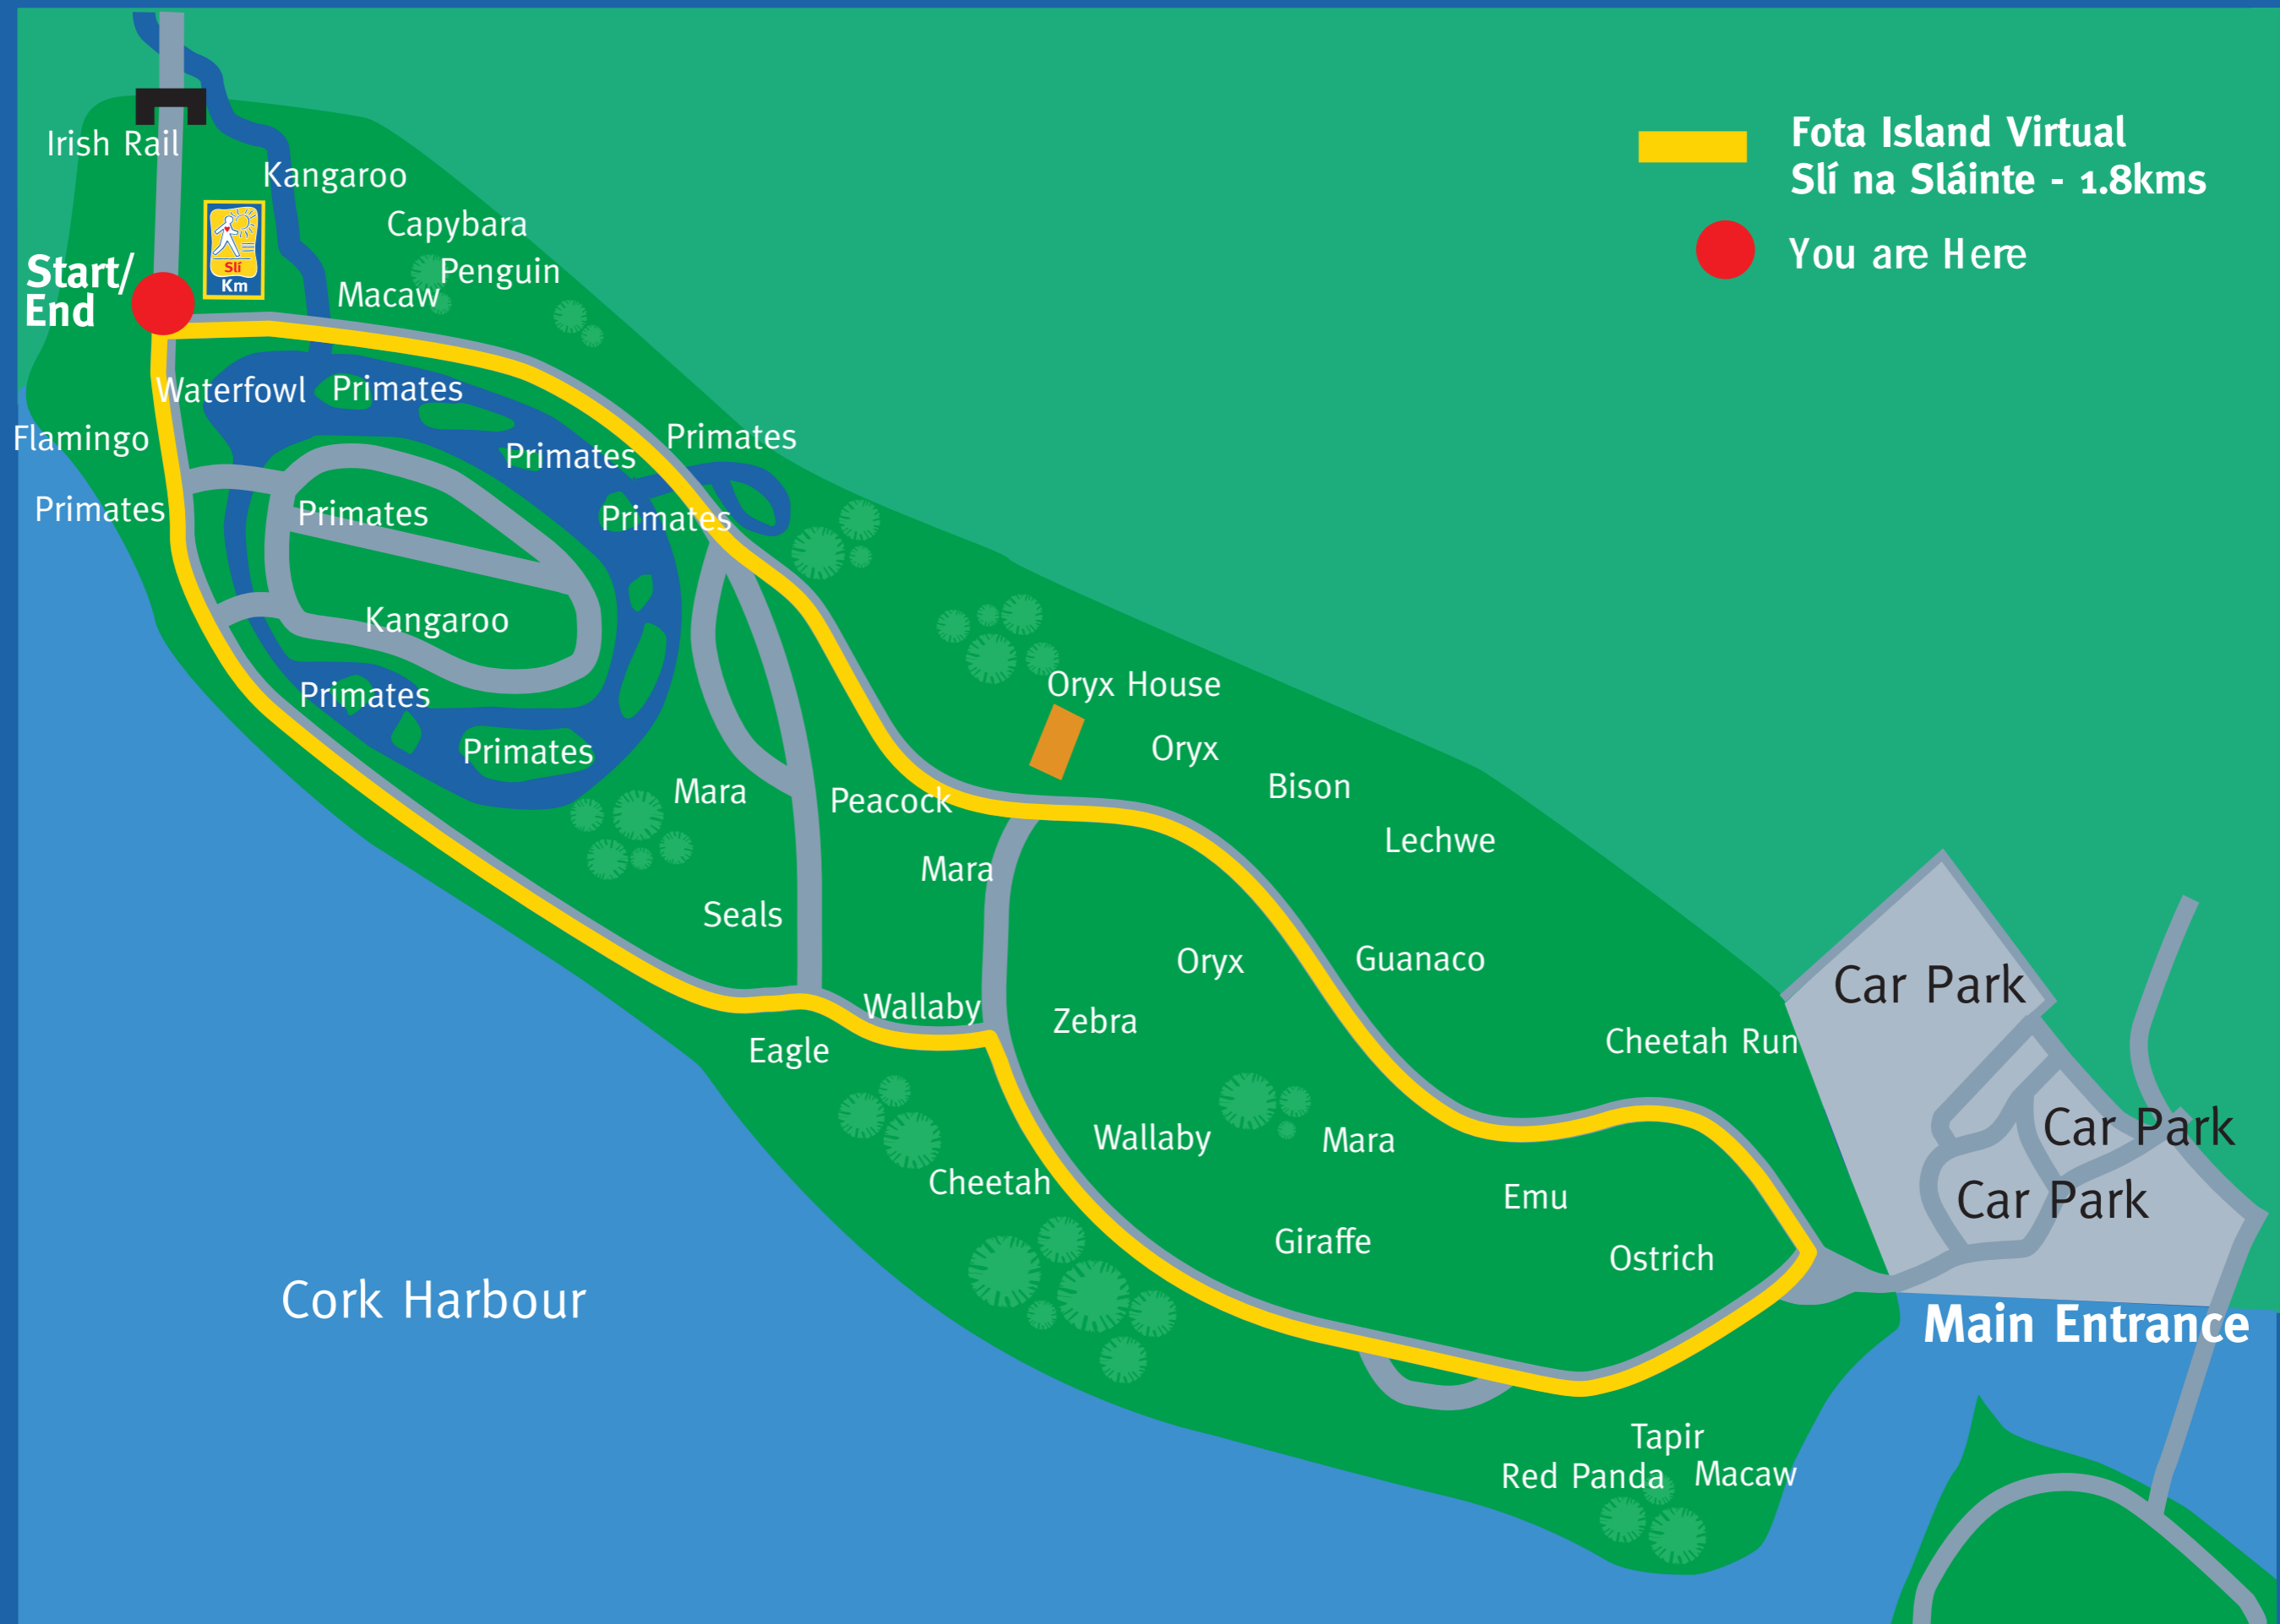 Irish Rail
Kangaroo
Fota Island Virtual
Slí na Sláinte - 1.8kms
You are Here
Capybara
Penguin
Macaw
Slí
Km
Start/
End
Waterfowl
Primates
Flamingo
Primates
Primates
Primates
Primates
Primates
Kangaroo
Primates
Primates
Oryx House
Oryx
Bison
Mara
Peacock
Lechwe
Mara
Seals
Oryx
Guanaco
Wallaby
Zebra
Eagle
Cheetah Run
Car Park
Car Park
Car Park
Wallaby
Mara
Cheetah
Emu
Giraffe
Ostrich
Cork Harbour
Main Entrance
Tapir
Red Panda
Macaw